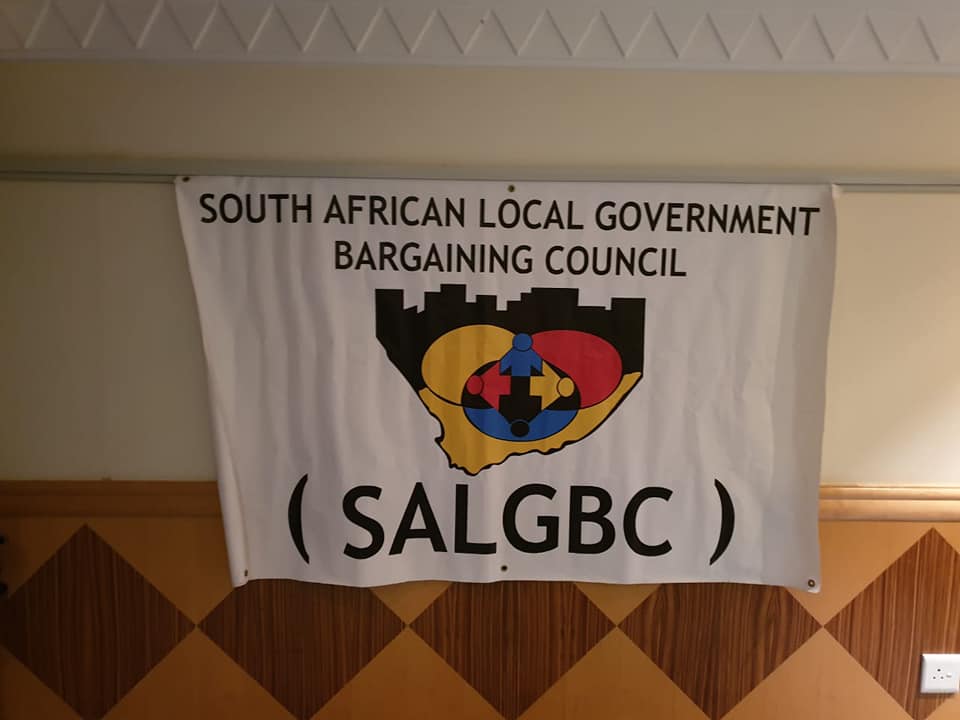 SOUTH AFRICAN LOCAL GOVERNMENT
BARGAINING COUNCIL
( SALGBC )